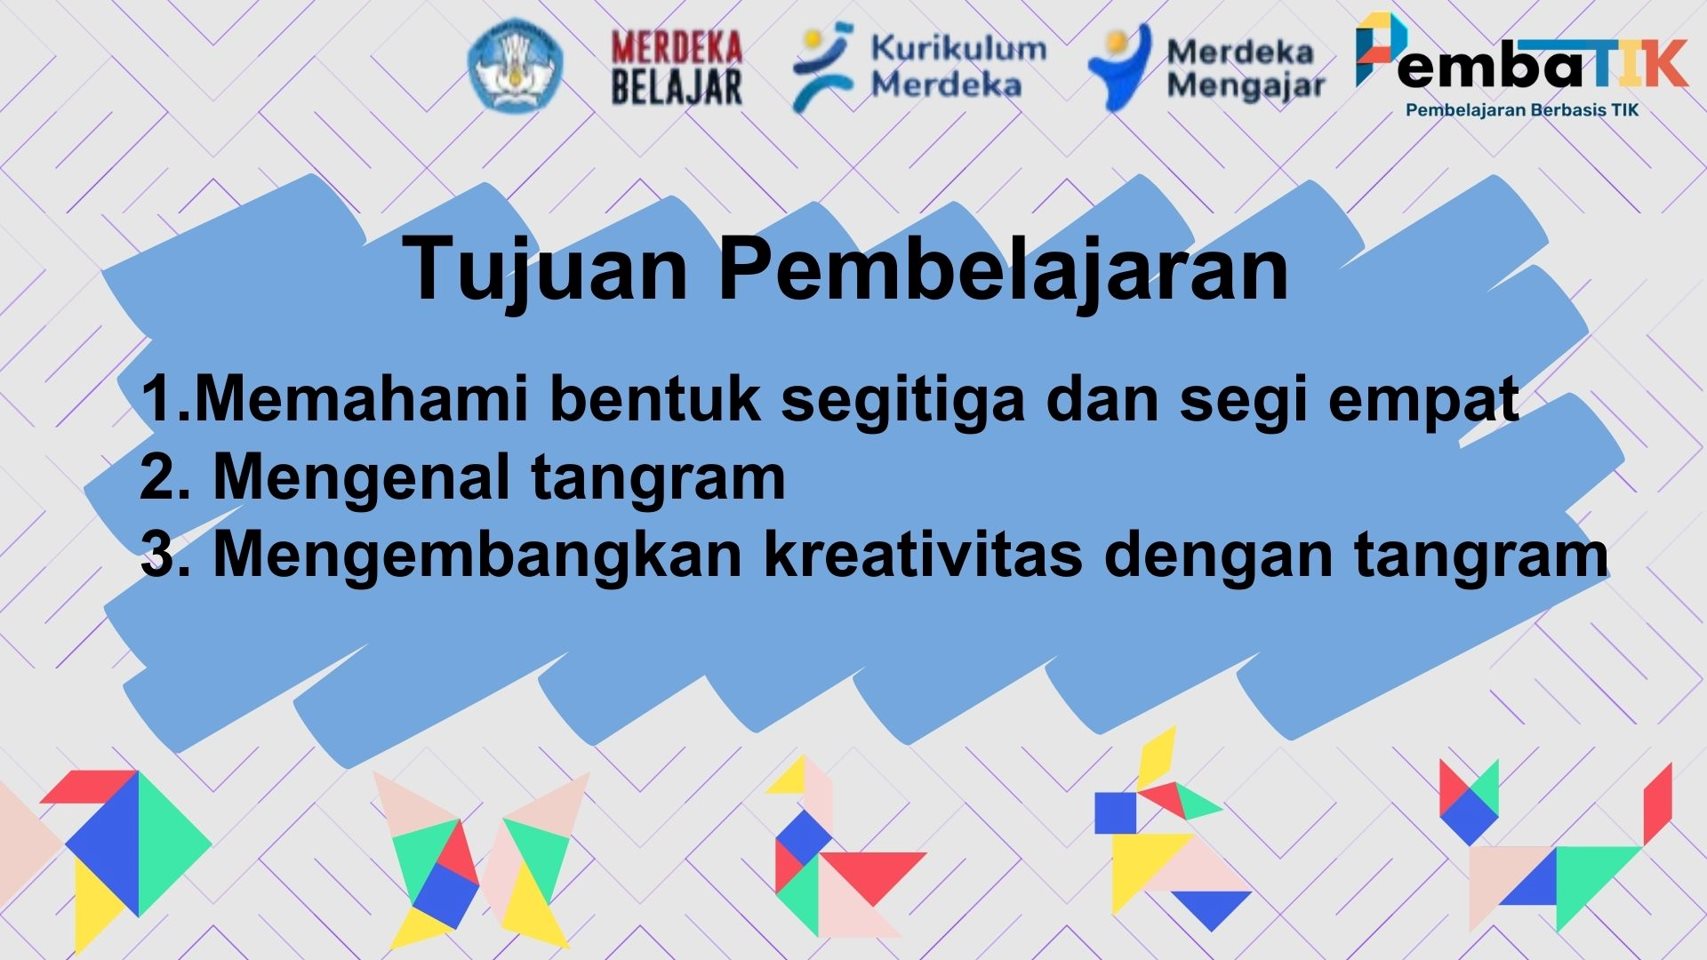 MERDEKA
BELAJAR
Kurikulum
Merdeka
Merdeka
Mengajar
PembaTIK
Pembelajaran Berbasis TIK
Tujuan Pembelajaran
1.Memahami bentuk segitiga dan segi empat
2. Mengenal tangram
3. Mengembangkan kreativitas dengan tangram